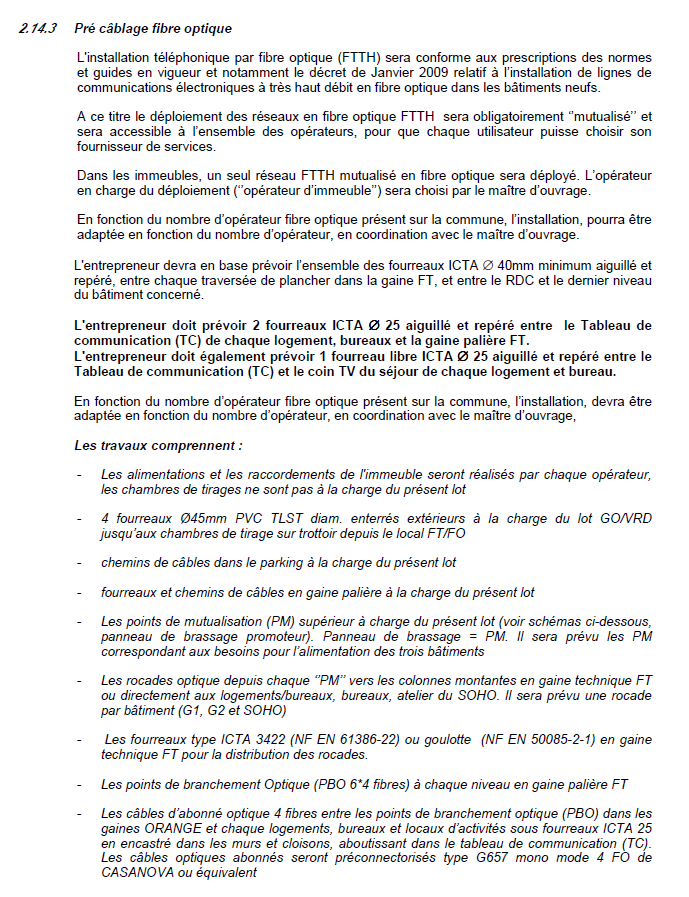 2.14.3 Pré câblage fibre optique
L'installation téléphonique par fibre optique (FTTH) sera conforme aux prescriptions des normes
et guides en vigueur et notamment le décret de Janvier 2009 relatif à l'installation de lignes de
communications électroniques à très haut débit en fibre optique dans les bâtiments neufs.
A ce titre le déploiement des réseaux en fibre optique FTTH sera obligatoirement ‘'mutualisé'' et
sera accessible à l'ensemble des opérateurs, pour que chaque utilisateur puisse choisir son
fournisseur de services.
Dans les immeubles, un seul réseau FTTH mutualisé en fibre optique sera déployé. L'opérateur
en charge du déploiement (‘'opérateur d'immeuble'') sera choisi par le maître d'ouvrage.
En fonction du nombre d'opérateur fibre optique présent sur la commune, l'installation, pourra être
adaptée en fonction du nombre d'opérateur, en coordination avec le maître d'ouvrage.
L'entrepreneur devra en base prévoir l'ensemble des fourreaux ICTA ∅ 40mm minimum aiguillé et
repéré, entre chaque traversée de plancher dans la gaine FT, et entre le RDC et le dernier niveau
du bâtiment concerné.
L'entrepreneur doit prévoir 2 fourreaux ICTA ∅ 25 aiguillé et repéré entre le Tableau de
communication (TC) de chaque logement, bureaux et la gaine palière FT.
L'entrepreneur doit également prévoir 1 fourreau libre ICTA ∅ 25 aiguillé et repéré entre le
Tableau de communication (TC) et le coin TV du séjour de chaque logement et bureau.
En fonction du nombre d'opérateur fibre optique présent sur la commune, l'installation, devra être
adaptée en fonction du nombre d'opérateur, en coordination avec le maître d'ouvrage,
Les travaux comprennent :
- Les alimentations et les raccordements de l'immeuble seront réalisés par chaque opérateur,
les chambres de tirages ne sont pas à la charge du présent lot
- 4 fourreaux Ø45mm PVC TLST diam. enterrés extérieurs à la charge du lot GO/VRD
jusqu'aux chambres de tirage sur trottoir depuis le local FT/FO
- chemins de câbles dans le parking à la charge du présent lot
- fourreaux et chemins de câbles en gaine palière à la charge du présent lot
- Les points de mutualisation (PM) supérieur à charge du présent lot (voir schémas ci-dessous,
panneau de brassage promoteur). Panneau de brassage = PM. Il sera prévu les PM
correspondant aux besoins pour l'alimentation des trois bâtiments
- Les rocades optique depuis chaque ‘'PM'' vers les colonnes montantes en gaine technique FT
ou directement aux logements/bureaux, bureaux, atelier du SOHO. Il sera prévu une rocade
par bâtiment (G1, G2 et SOHO)
- Les fourreaux type ICTA 3422 (NF EN 61386-22) ou goulotte (NF EN 50085-2-1) en gaine
technique FT pour la distribution des rocades.
- Les points de branchement Optique (PBO 6*4 fibres) à chaque niveau en gaine palière FT
- Les câbles d'abonné optique 4 fibres entre les points de branchement optique (PBO) dans les
gaines ORANGE et chaque logements, bureaux et locaux d'activités sous fourreaux ICTA 25
en encastré dans les murs et cloisons, aboutissant dans le tableau de communication (TC).
Les câbles optiques abonnés seront préconnectorisés type G657 mono mode 4 FO de
CASANOVA ou équivalent